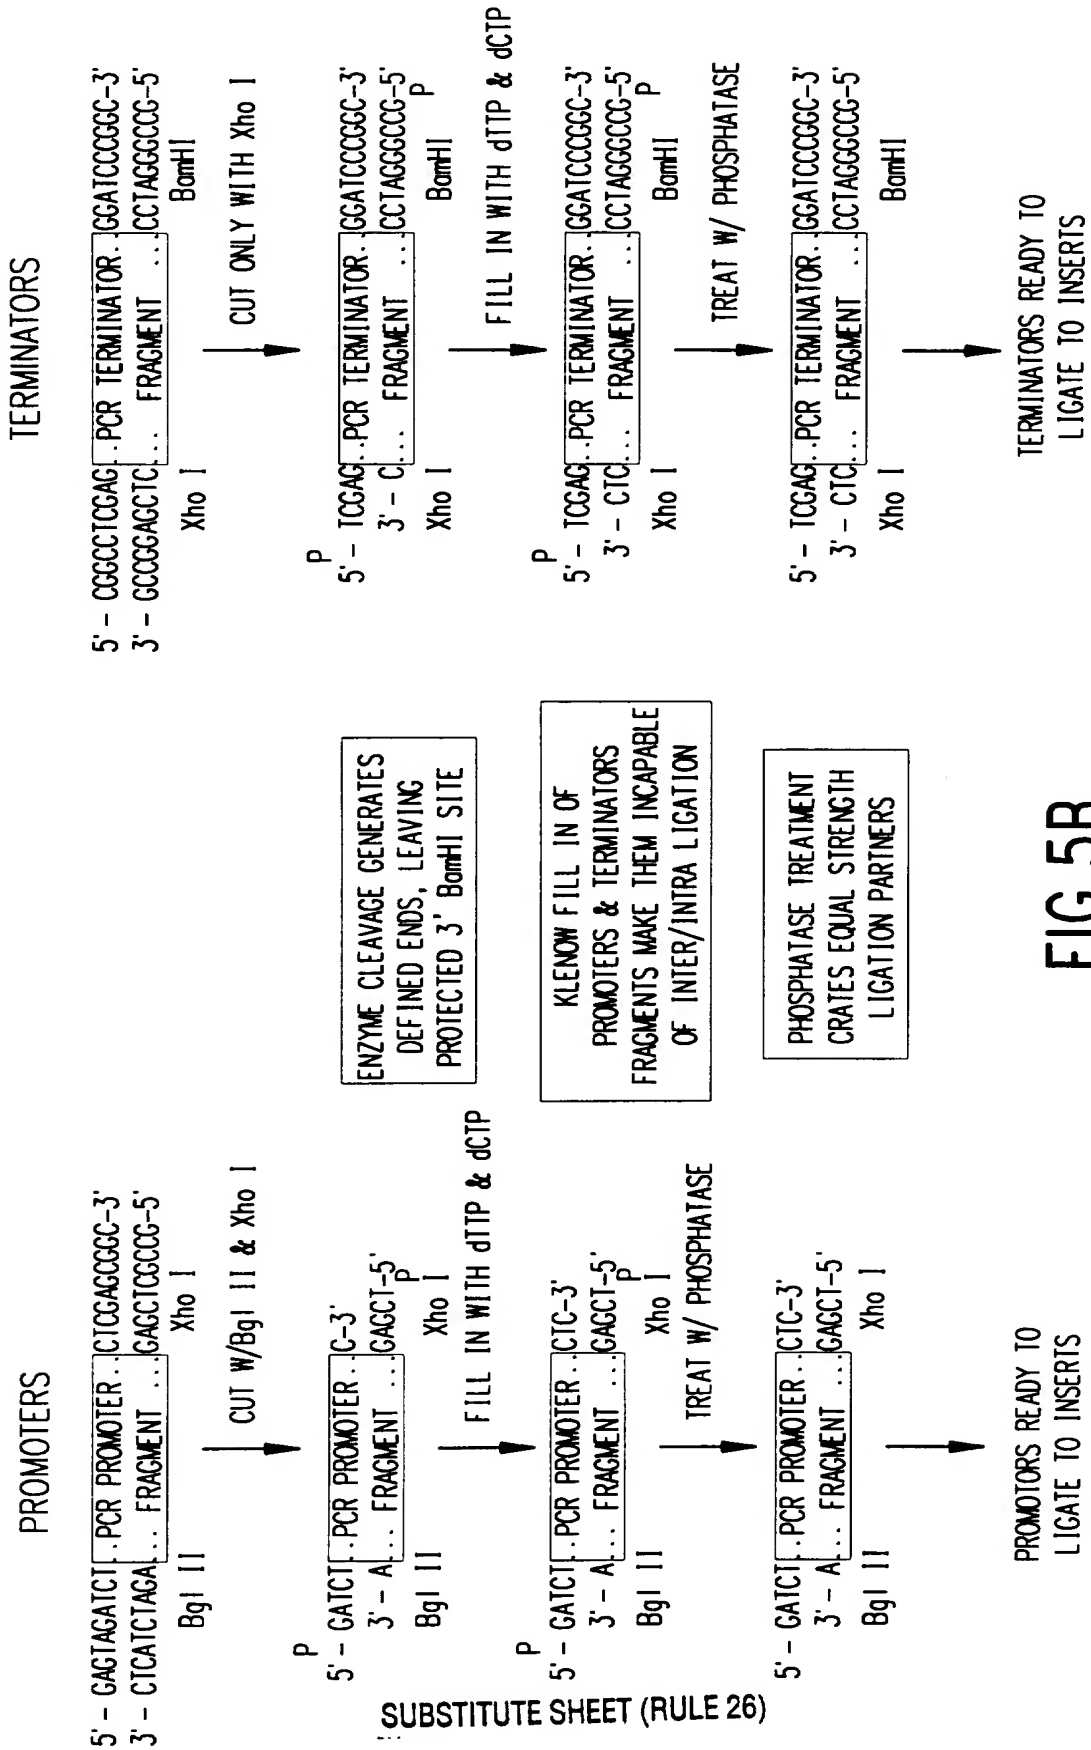 PROMOTERS
5'- GAGTAGATCT..PCR PROMOTER..CTCGAGCGGC-3'
3'- CTCATCTAGA... FRAGMENT ...GAGCTCGCCG-5'
Bgl II
Xho I
CUT W/Bgl II & Xho I
P
5'- GATCT..PCR PROMOTER..C-3'
3'- A... FRAGMENT ....GAGCT-5'
P
Bgl II
Xho I
FILL IN WITH dTTP & dCTP
P
5'- GATCT..PCR PROMOTER...CTC-3'
3'- A... FRAGMENT ....GAGCT-5'
P
Bgl II
Xho I
TREAT W/ PHOSPHATASE
5'- GATCT..PCR PROMOTER...CTC-3'
3'- A... FRAGMENT ....GAGCT-5'
Bgl II
Xho I
PROMOTORS READY TO
LIGATE TO INSERTS
ENZYME CLEAVAGE GENERATES
DEFINED ENDS, LEAVING
PROTECTED 3' BamHI SITE
KLENOW FILL IN OF
PROMOTERS & TERMINATORS
FRAGMENTS MAKE THEM INCAPABLE
OF INTER/INTRA LIGATION
PHOSPHATASE TREATMENT
CRATES EQUAL STRENGTH
LIGATION PARTNERS
TERMINATORS
5'- CGGCCTCGAG..PCR TERMINATOR..GGATCCCGGC-3'
3'- GCCGGAGCTC... FRAGMENT ...CCTAGGGCCG-5'
Xho I
BamHI
CUT ONLY WITH Xho I
P
5'- TCGAG..PCR TERMINATOR..GGATCCCGGC-3'
3'- C... FRAGMENT ...CCTAGGGCCG-5'
P
Xho I
BamHI
FILL IN WITH dTTP & dCTP
P
5'- TCGAG..PCR TERMINATOR..GGATCCCGGC-3'
3'- CTC... FRAGMENT ...CCTAGGGCCG-5'
P
Xho I
BamHI
TREAT W/ PHOSPHATASE
5'- TCGAG..PCR TERMINATOR..GGATCCCGGC-3'
3'- CTC... FRAGMENT ...CCTAGGGCCG-5'
Xho I
BamHI
TERMINATORS READY TO
LIGATE TO INSERTS
FIG.5B
SUBSTITUTE SHEET (RULE 26)